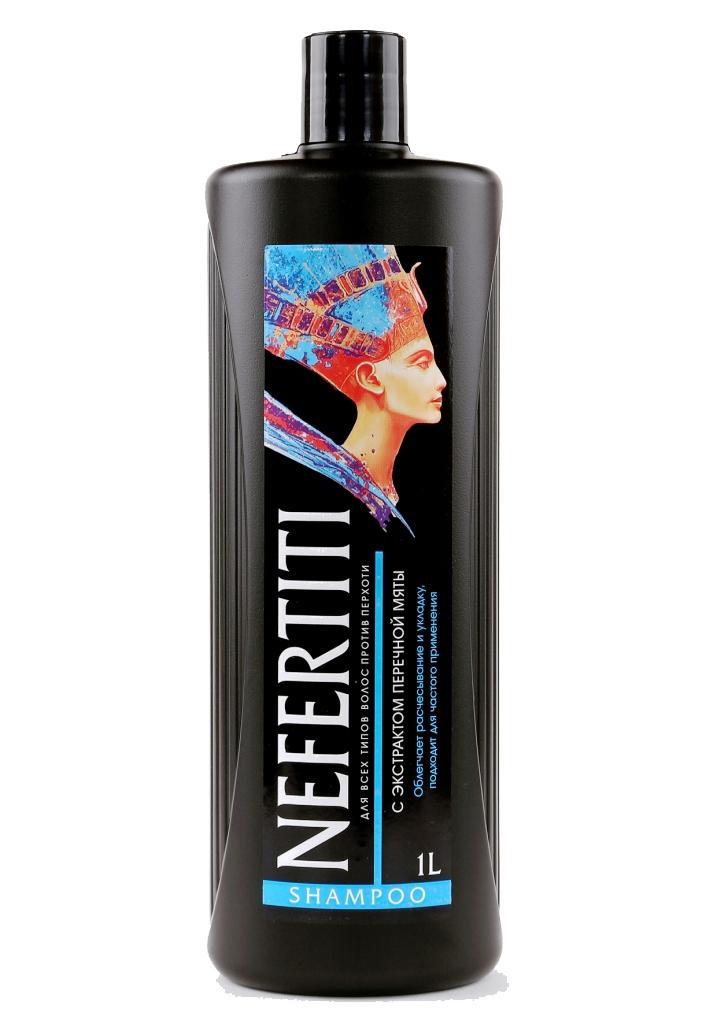 NEFERTITI
ДЛЯ ВСЕХ ТИПОВ ВОЛОС ПРОТИВ ПЕРХОТИ
С ЭКСТРАКТОМ ПЕРЕЧНОЙ МЯТЫ
Облегчает расчесывание и укладку,
подходит для частого применения
1L
SHAMPOO